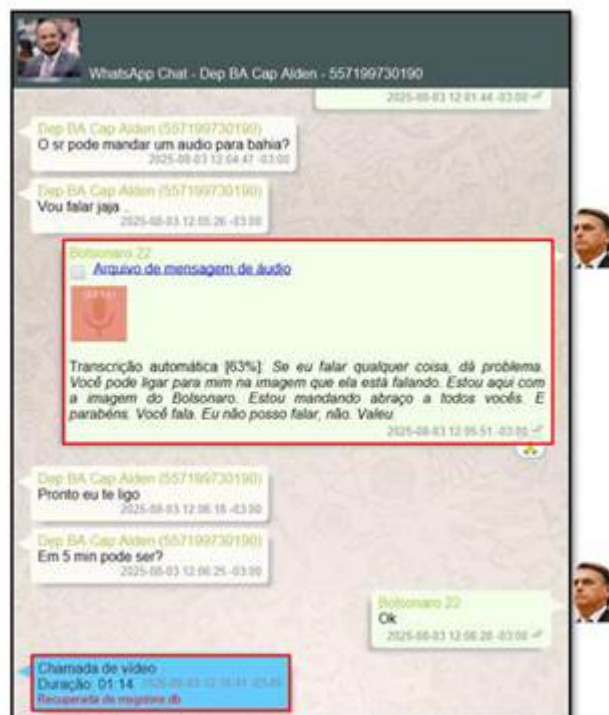 WhatsApp Chat - Dep BA Cap Alden - 557199730190
2025-08-03 12:01:44 -03:00
Dep BA Cap Alden (557199730190)
O sr pode mandar um audio para bahia?
2025-08-03 12:04:47 -03:00
Dep BA Cap Alden (557199730190)
Vou falar jaja ..
2025-08-03 12:05:26 -03:00
Bolsonaro 22
Arquivo de mensagem de áudio
Transcrição automática [63%]: Se eu falar qualquer coisa, dá problema.
Você pode ligar para mim na imagem que ela está falando. Estou aqui com
a imagem do Bolsonaro. Estou mandando abraço a todos vocês. E
parabéns. Você fala. Eu não posso falar, não. Valeu.
2025-08-03 12:05:51 -03:00
Dep BA Cap Alden (557199730190)
Pronto eu te ligo
2025-08-03 12:06:18 -03:00
Dep BA Cap Alden (557199730190)
Em 5 min pode ser?
2025-08-03 12:06:25 -03:00
Bolsonaro 22
Ok
2025-08-03 12:06:28 -03:00
Chamada de vídeo
Duração: 01:14
Recuperada de msgstore.db